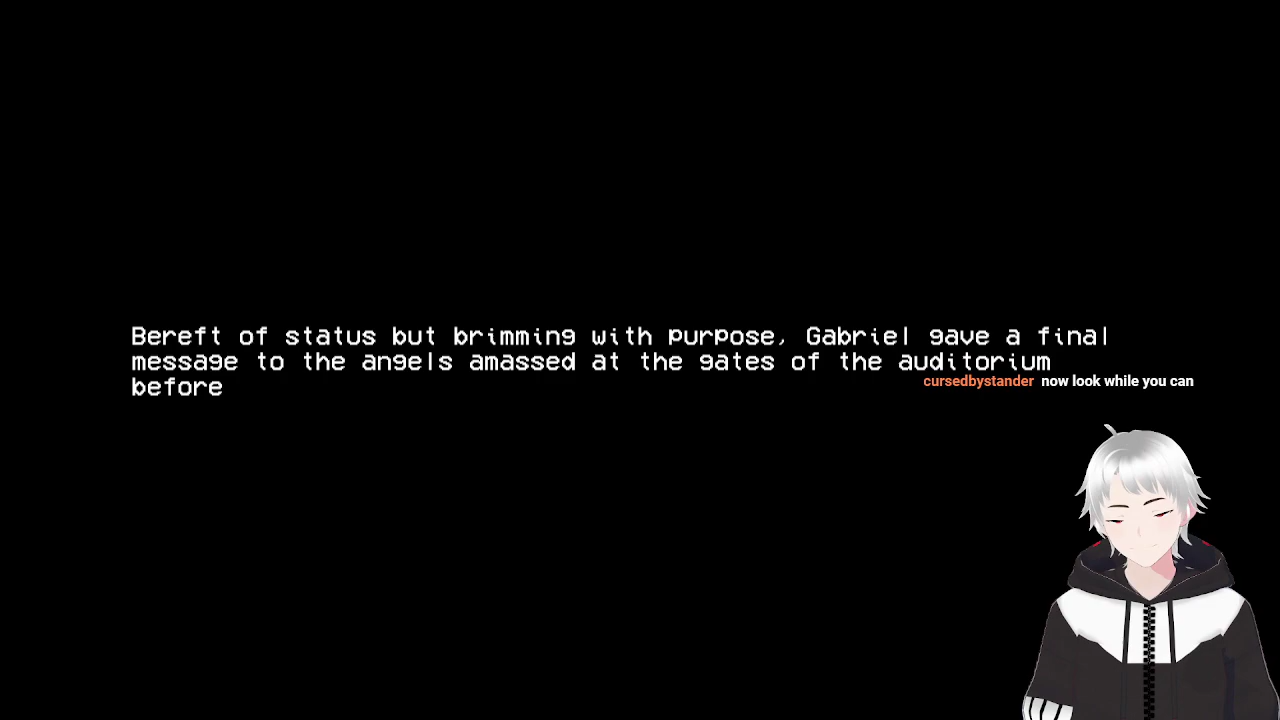 Bereft of status but brimming with purpose, Gabriel gave a final
message to the angels amassed at the gates of the auditorium
before
cursedbystander now look while you can